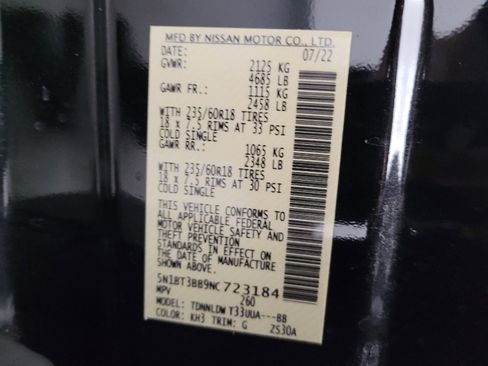 MFD BY NISSAN MOTOR CO., LTD.
DATE: 07/22
GVWR: 2125 KG
4685 LB
GAWR FR.: 1115 KG
2458 LB
WITH 235/60R18 TIRES
18 x 7.5 RIMS AT 33 PSI
COLD SINGLE
GAWR RR.: 1065 KG
2348 LB
WITH 235/60R18 TIRES
18 x 7.5 RIMS AT 30 PSI
COLD SINGLE
THIS VEHICLE CONFORMS TO
ALL APPLICABLE FEDERAL
MOTOR VEHICLE SAFETY AND
THEFT PREVENTION
STANDARDS IN EFFECT ON
THE DATE OF MANUFACTURE
SHOWN ABOVE.
5N1BT3BB9NC723184
MPV 260
MODEL: TDNNLDW T33UUA---BB
COLOR: KH3 TRIM: G 2S30A